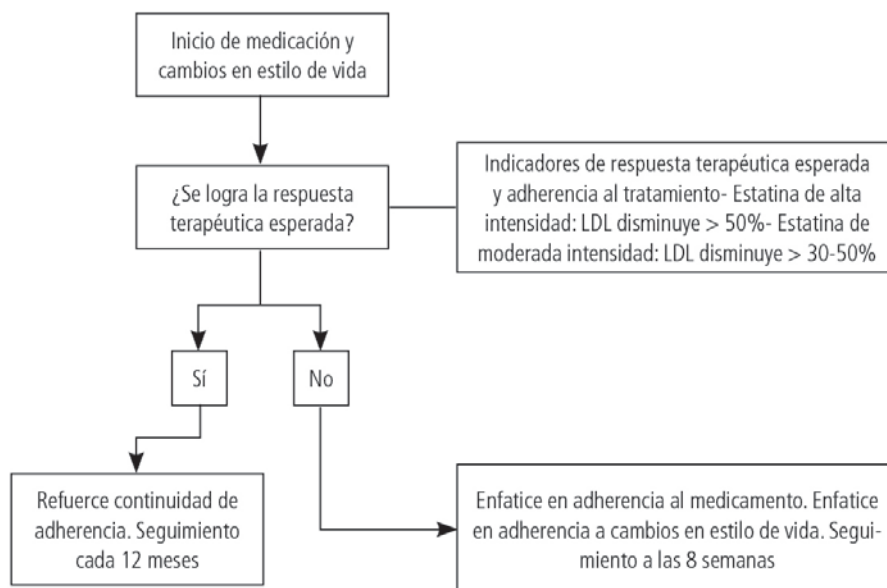 Inicio de medicación y
cambios en estilo de vida
¿Se logra la respuesta
terapéutica esperada?
Indicadores de respuesta terapéutica esperada
y adherencia al tratamiento- Estatina de alta
intensidad: LDL disminuye > 50%- Estatina de
moderada intensidad: LDL disminuye > 30-50%
Sí
No
Refuerce continuidad de
adherencia. Seguimiento
cada 12 meses
Enfatice en adherencia al medicamento. Enfatice
en adherencia a cambios en estilo de vida. Segui-
miento a las 8 semanas